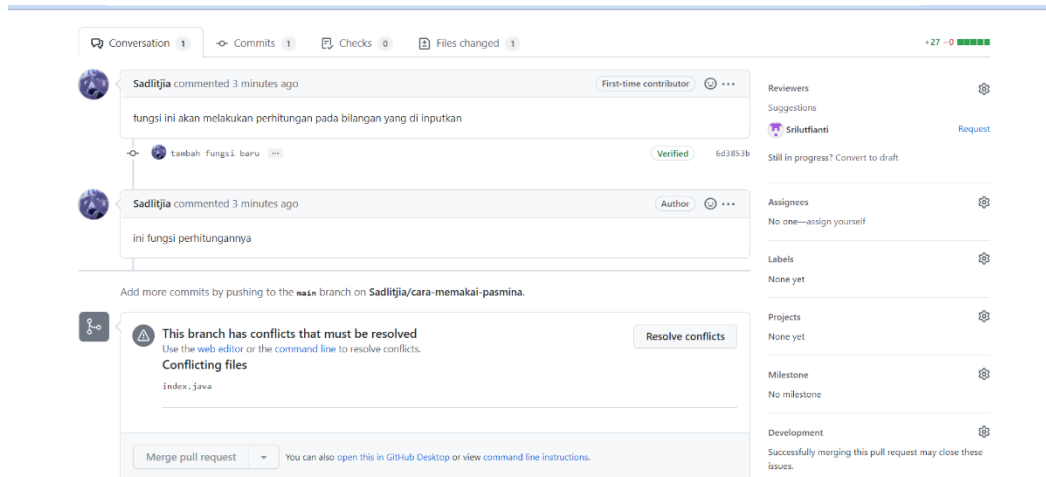 Conversation 1 Commits 1 Checks 0 Files changed 1 +27 −0
Sadlitjia commented 3 minutes ago First-time contributor
fungsi ini akan melakukan perhitungan pada bilangan yang di inputkan
tambah fungsi baru ... Verified 6d3853b
Sadlitjia commented 3 minutes ago Author
ini fungsi perhitungannya
Add more commits by pushing to the main branch on Sadlitjia/cara-memakai-pasmina.
This branch has conflicts that must be resolved
Resolve conflicts
Use the web editor or the command line to resolve conflicts.
Conflicting files
index.java
Merge pull request You can also open this in GitHub Desktop or view command line instructions.
Reviewers
Suggestions
Srilutfianti Request
Still in progress? Convert to draft
Assignees
No one—assign yourself
Labels
None yet
Projects
None yet
Milestone
No milestone
Development
Successfully merging this pull request may close these
issues.